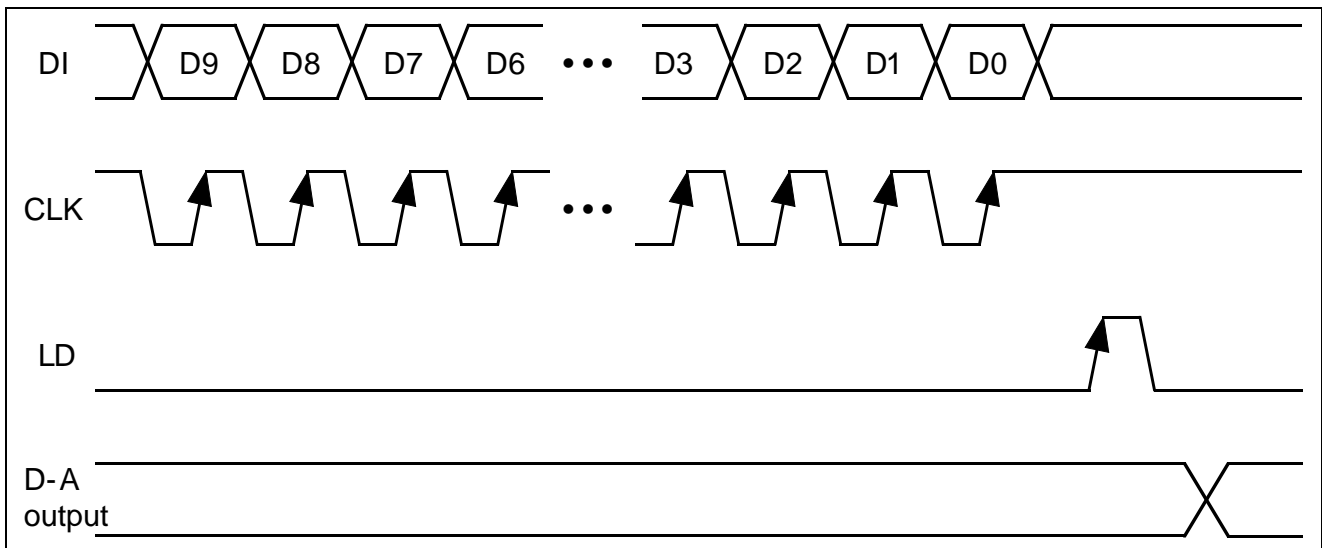 DI D9 D8 D7 D6 ••• D3 D2 D1 D0
CLK •••
LD
D-A
output